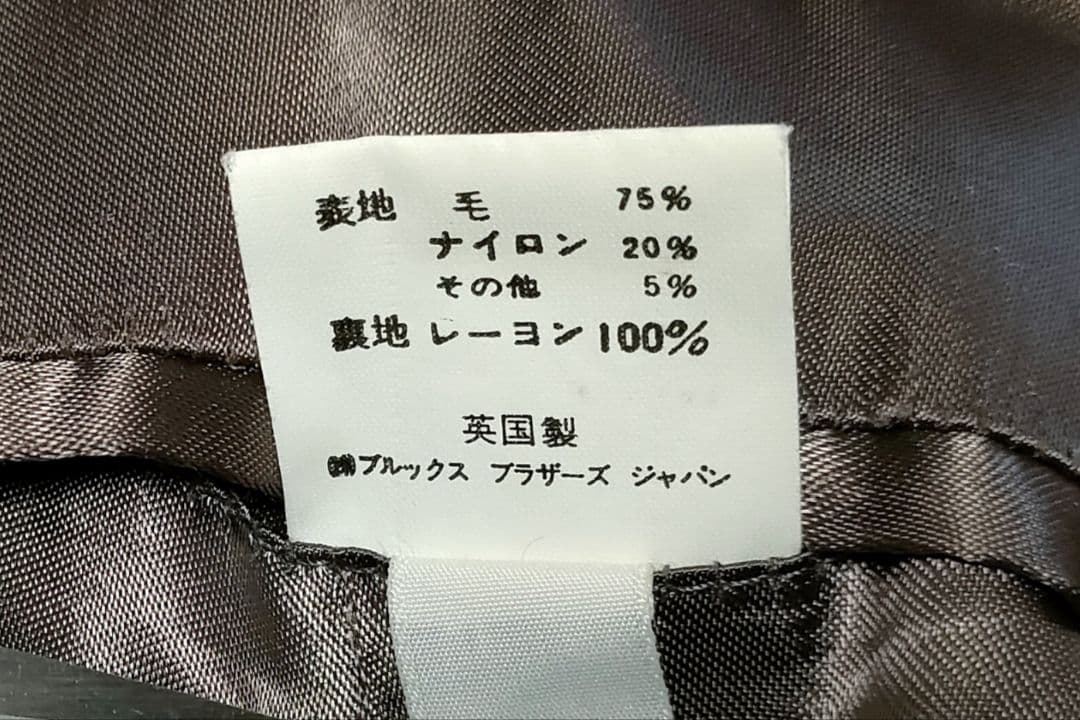 表地 毛 75%
ナイロン 20%
その他 5%
裏地 レーヨン 100%
英国製
㈱ブルックス ブラザーズ ジャパン